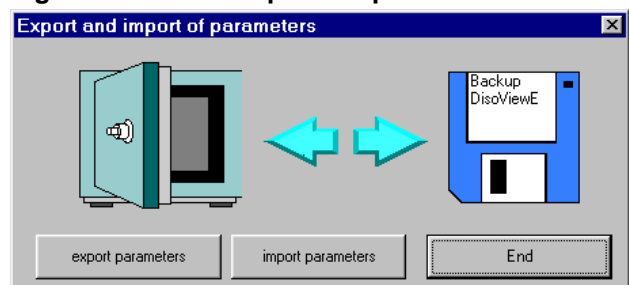 Export and import of parameters
Backup
DisoViewE
export parameters
import parameters
End